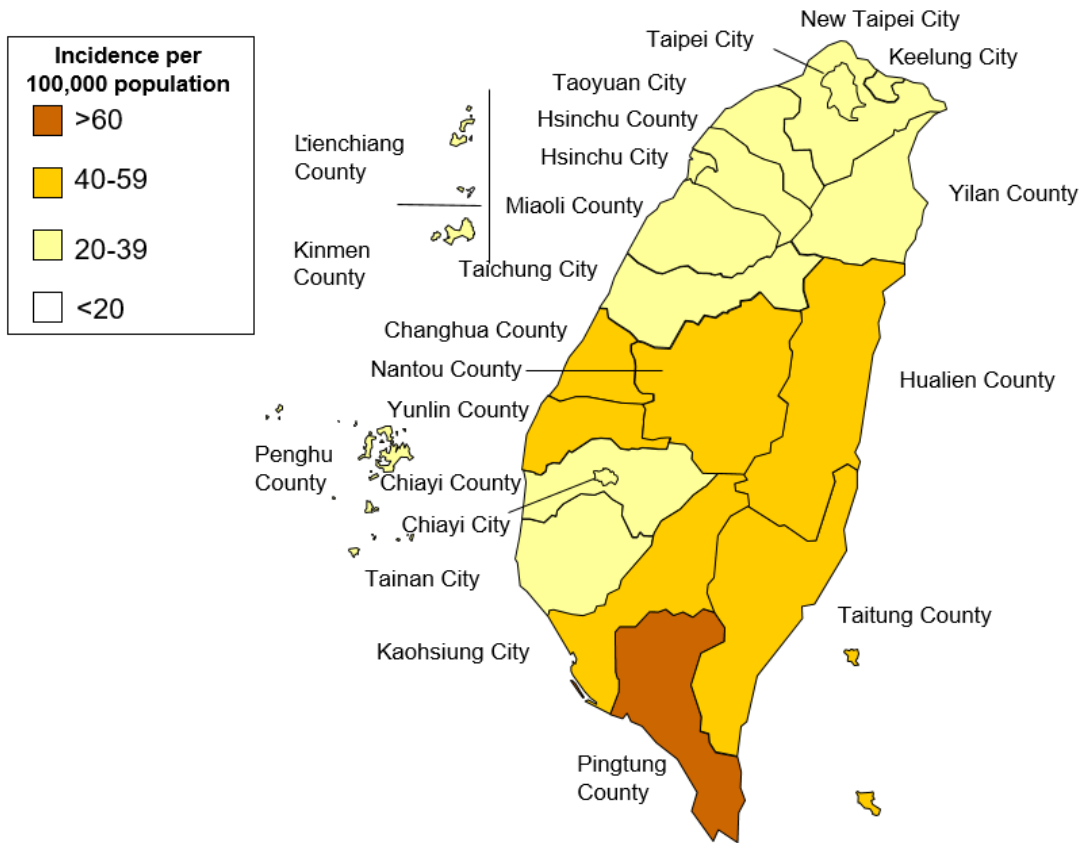 Incidence per
100,000 population
>60
40-59
20-39
<20
New Taipei City
Taipei City
Keelung City
Taoyuan City
Hsinchu County
Hsinchu City
Lienchiang
County
Miaoli County
Yilan County
Kinmen
County
Taichung City
Changhua County
Nantou County
Hualien County
Yunlin County
Penghu
County
Chiayi County
Chiayi City
Tainan City
Taitung County
Kaohsiung City
Pingtung
County